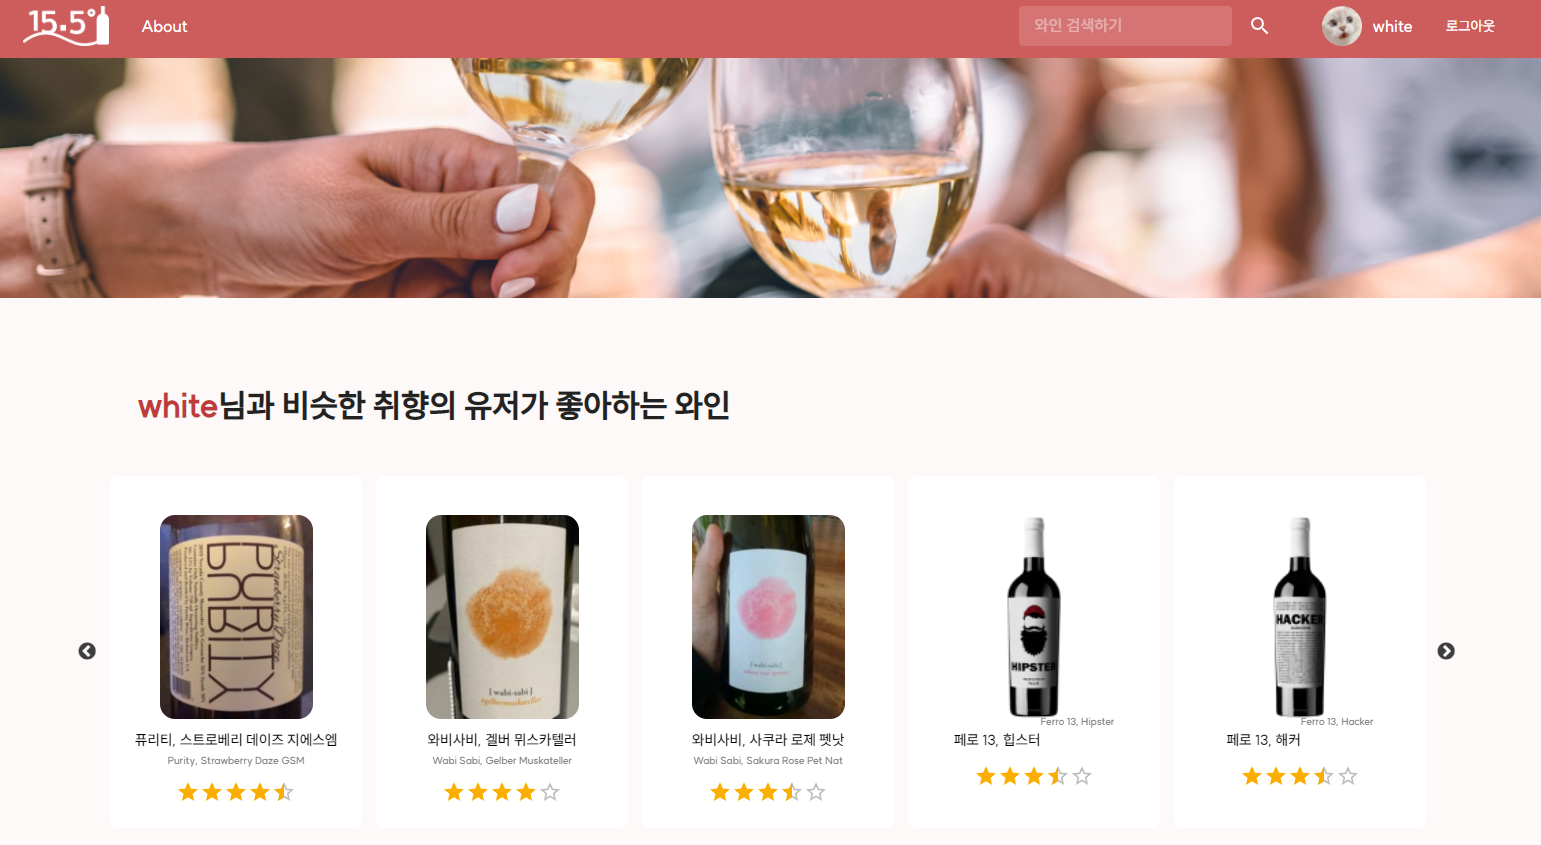 15.5°
About
와인 검색하기
white
로그아웃
white님과 비슷한 취향의 유저가 좋아하는 와인
PURITY
Strawberry Daze
[wabi-sabi]
gelbermuskateller
[wabi-sabi]
HIPSTER
HACKER
퓨리티, 스트로베리 데이즈 지에스엠
Purity, Strawberry Daze GSM
와비사비, 겔버 뮈스카텔러
Wabi Sabi, Gelber Muskateller
와비사비, 사쿠라 로제 펫낫
Wabi Sabi, Sakura Rose Pet Nat
Ferro 13, Hipster
페로 13, 힙스터
Ferro 13, Hacker
페로 13, 해커